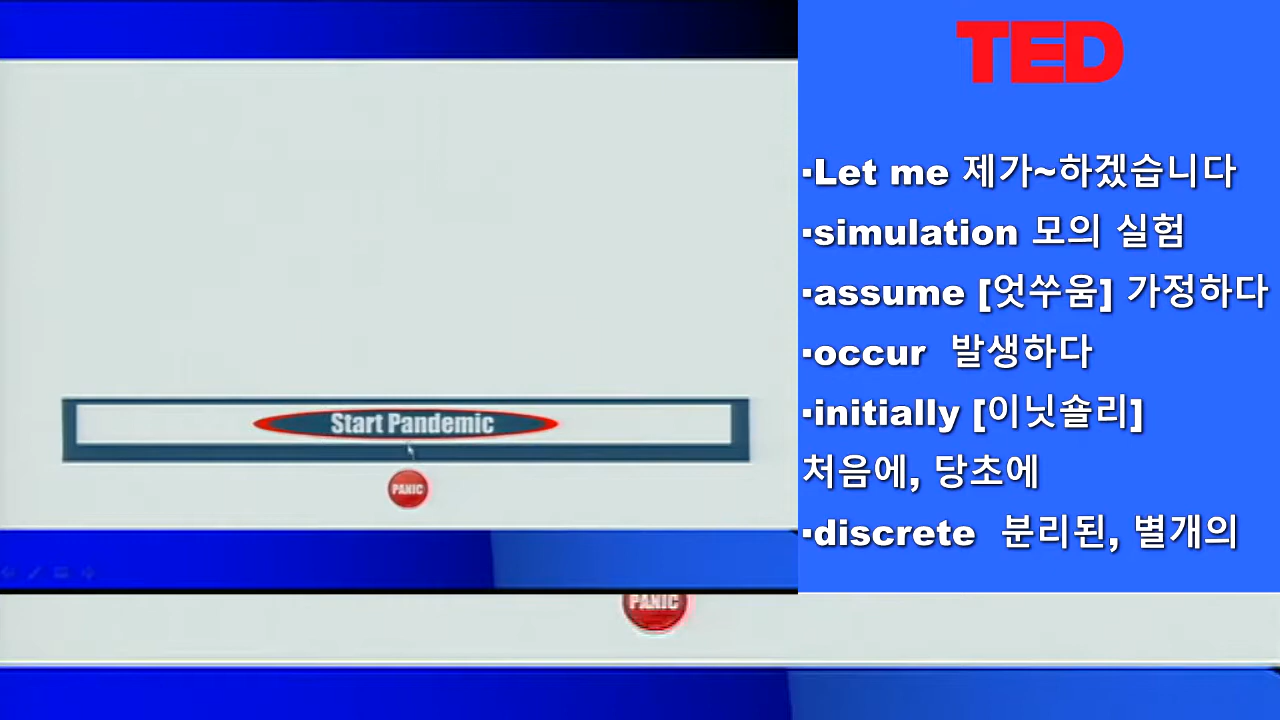 TED
▪Let me 제가~하겠습니다
▪simulation 모의 실험
▪assume [엇쑤움] 가정하다
▪occur 발생하다
▪initially [이닛숄리]
처음에, 당초에
▪discrete 분리된, 별개의
Start Pandemic
PANIC
PANIC